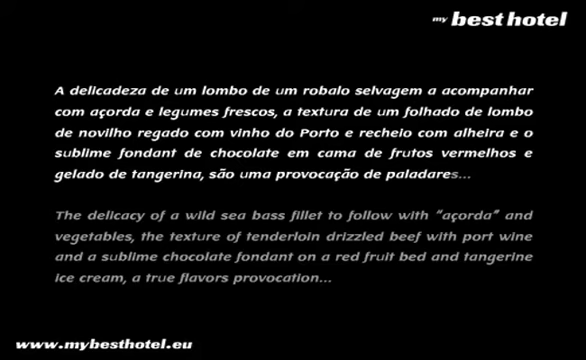 my best hotel
A delicadeza de um lombo de um robalo selvagem a acompanhar
com açorda e legumes frescos, a textura de um folhado de lombo
de novilho regado com vinho do Porto e recheio com alheira e o
sublime fondant de chocolate em cama de frutos vermelhos e
gelado de tangerina, são uma provocação de paladares...
The delicacy of a wild sea bass fillet to follow with "açorda" and
vegetables, the texture of tenderloin drizzled beef with port wine
and a sublime chocolate fondant on a red fruit bed and tangerine
ice cream, a true flavors provocation...
www.mybesthotel.eu